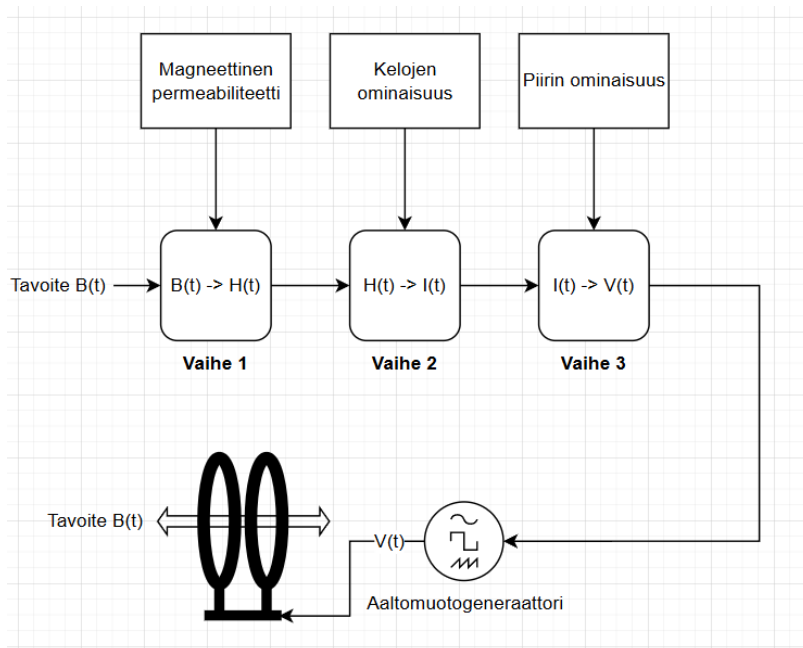 Magneettinen
permeabiliteetti
Kelojen
ominaisuus
Piirin ominaisuus
Tavoite B(t)
B(t) -> H(t)
H(t) -> I(t)
I(t) -> V(t)
Vaihe 1
Vaihe 2
Vaihe 3
Tavoite B(t)
V(t)
Aaltomuotogeneraattori